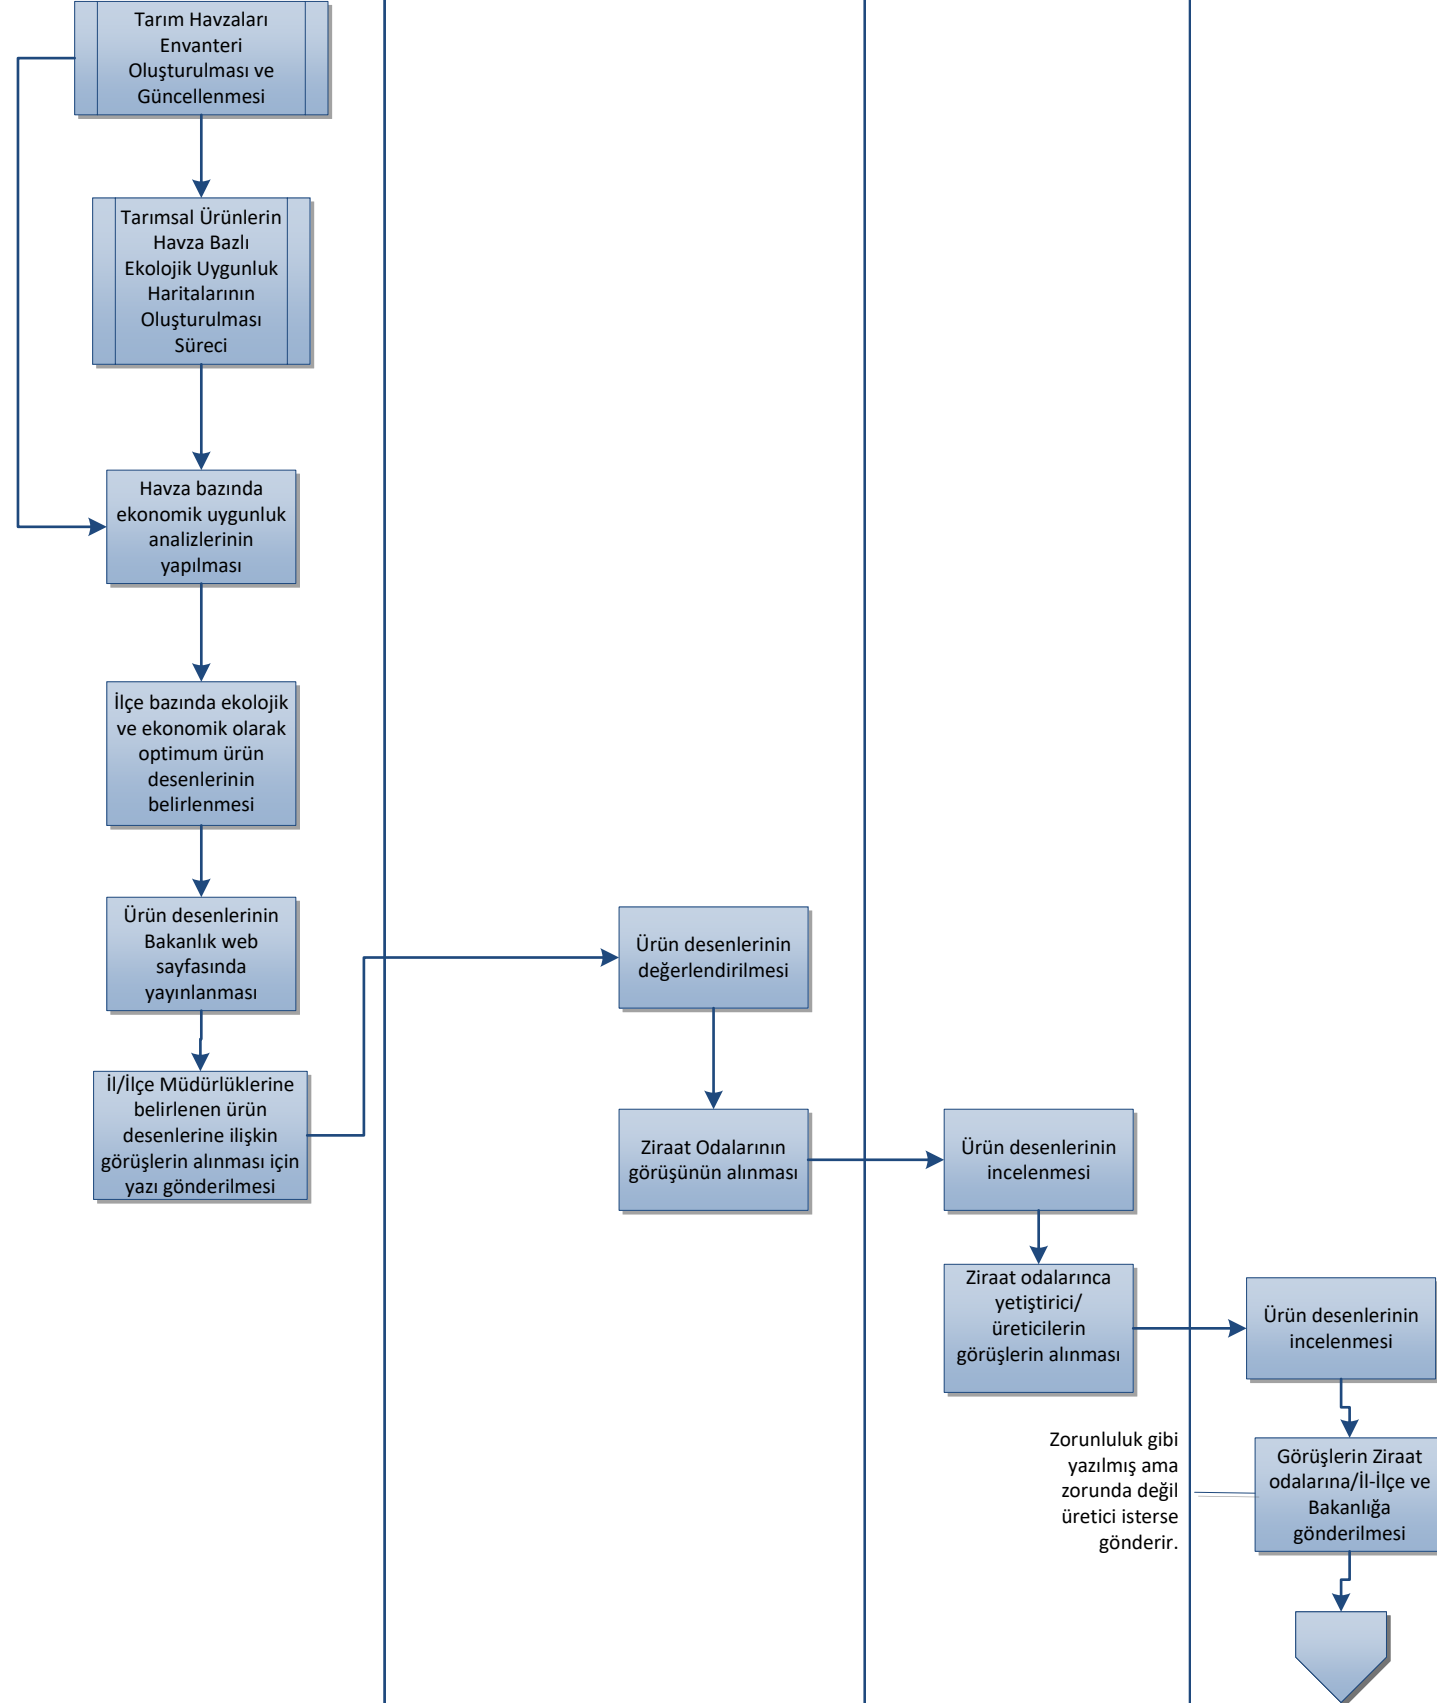 Tarım Havzaları
Envanteri
Oluşturulması ve
Güncellenmesi
Tarımsal Ürünlerin
Havza Bazlı
Ekolojik Uygunluk
Haritalarının
Oluşturulması
Süreci
Havza bazında
ekonomik uygunluk
analizlerinin
yapılması
İlçe bazında ekolojik
ve ekonomik olarak
optimum ürün
desenlerinin
belirlenmesi
Ürün desenlerinin
Bakanlık web
sayfasında
yayınlanması
İl/İlçe Müdürlüklerine
belirlenen ürün
desenlerine ilişkin
görüşlerin alınması için
yazı gönderilmesi
Ürün desenlerinin
değerlendirilmesi
Ziraat Odalarının
görüşünün alınması
Ürün desenlerinin
incelenmesi
Ziraat odalarınca
yetiştirici/
üreticilerin
görüşlerin alınması
Ürün desenlerinin
incelenmesi
Zorunluluk gibi
yazılmış ama
zorunda değil
üretici isterse
gönderir.
Görüşlerin Ziraat
odalarına/İl-İlçe ve
Bakanlığa
gönderilmesi